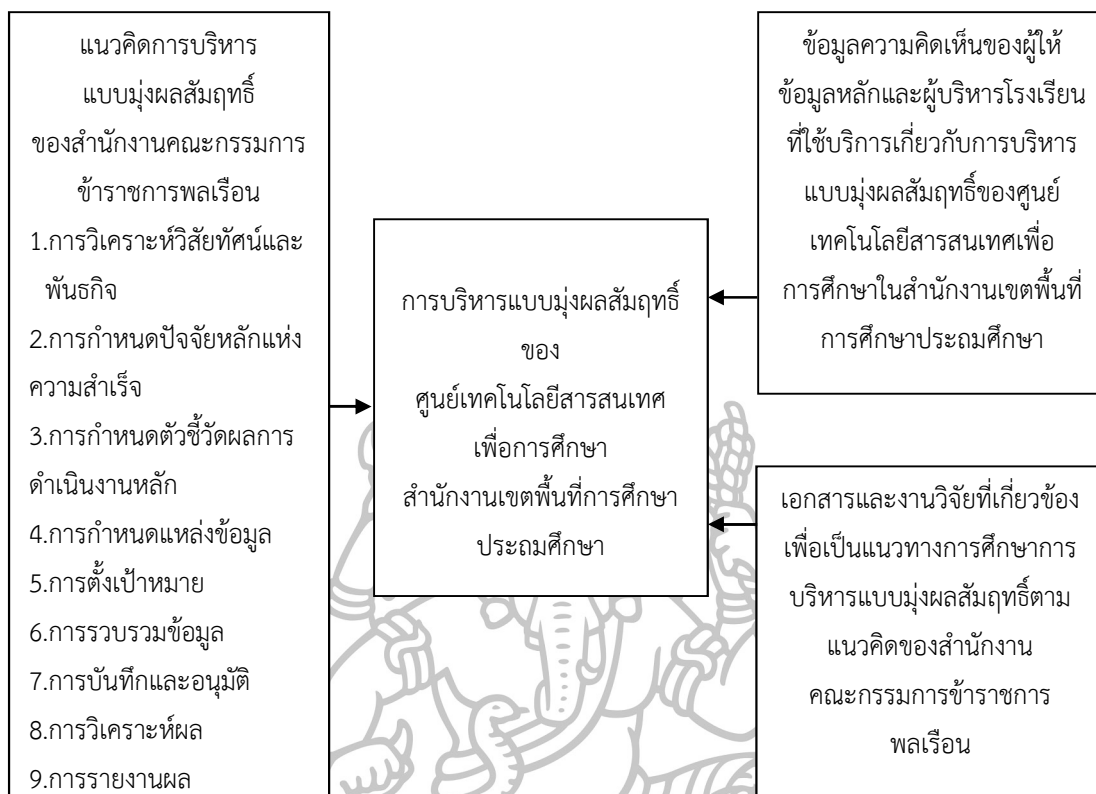 แนวคิดการบริหาร
แบบมุ่งผลสัมฤทธิ์
ของสำนักงานคณะกรรมการ
ข้าราชการพลเรือน
1.การวิเคราะห์วิสัยทัศน์และ
พันธกิจ
2.การกำหนดปัจจัยหลักแห่ง
ความสำเร็จ
3.การกำหนดตัวชี้วัดผลการ
ดำเนินงานหลัก
4.การกำหนดแหล่งข้อมูล
5.การตั้งเป้าหมาย
6.การรวบรวมข้อมูล
7.การบันทึกและอนุมัติ
8.การวิเคราะห์ผล
9.การรายงานผล
การบริหารแบบมุ่งผลสัมฤทธิ์
ของ
ศูนย์เทคโนโลยีสารสนเทศ
เพื่อการศึกษา
สำนักงานเขตพื้นที่การศึกษา
ประถมศึกษา
ข้อมูลความคิดเห็นของผู้ให้
ข้อมูลหลักและผู้บริหารโรงเรียน
ที่ใช้บริการเกี่ยวกับการบริหาร
แบบมุ่งผลสัมฤทธิ์ของศูนย์
เทคโนโลยีสารสนเทศเพื่อ
การศึกษาในสำนักงานเขตพื้นที่
การศึกษาประถมศึกษา
เอกสารและงานวิจัยที่เกี่ยวข้อง
เพื่อเป็นแนวทางการศึกษาการ
บริหารแบบมุ่งผลสัมฤทธิ์ตาม
แนวคิดของสำนักงาน
คณะกรรมการข้าราชการ
พลเรือน